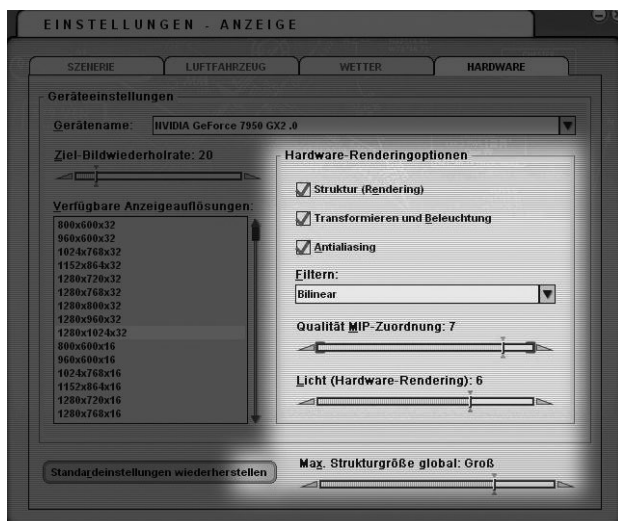 EINSTELLUNGEN - ANZEIGE
SZENERIE LUFTFAHRZEUG WETTER HARDWARE
Geräteeinstellungen
Gerätename: NVIDIA GeForce 7950 GX2 .0
Ziel-Bildwiederholrate: 20
Verfügbare Anzeigeauflösungen:
800x600x32
960x600x32
1024x768x32
1152x864x32
1280x720x32
1280x768x32
1280x800x32
1280x960x32
1280x1024x32
800x600x16
960x600x16
1024x768x16
1152x864x16
1280x720x16
1280x768x16
Hardware-Renderingoptionen
Struktur (Rendering)
Transformieren und Beleuchtung
Antialiasing
Filtern:
Bilinear
Qualität MIP-Zuordnung: 7
Licht (Hardware-Rendering): 6
Standardeinstellungen wiederherstellen
Max. Strukturgröße global: Groß